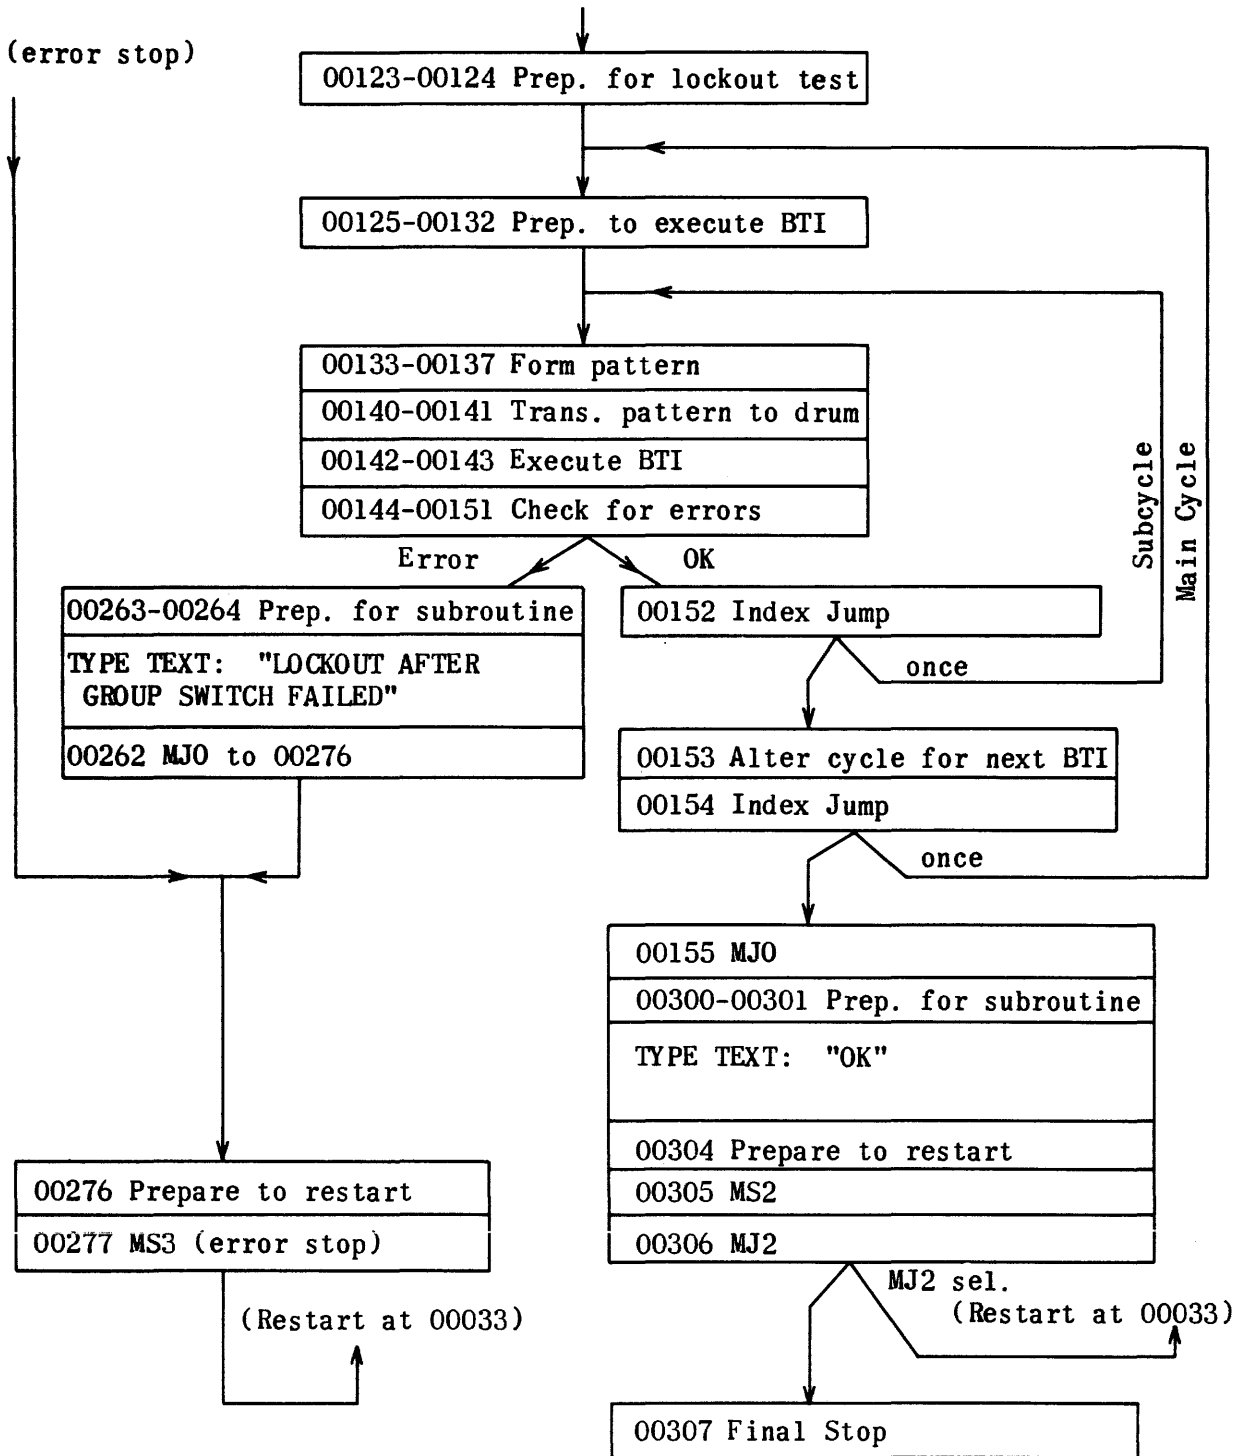 (error stop)
00123-00124 Prep. for lockout test
00125-00132 Prep. to execute BTI
00133-00137 Form pattern
00140-00141 Trans. pattern to drum
00142-00143 Execute BTI
00144-00151 Check for errors
Subcycle
Main Cycle
Error
OK
00263-00264 Prep. for subroutine
TYPE TEXT: "LOCKOUT AFTER
GROUP SWITCH FAILED"
00262 MJ0 to 00276
00152 Index Jump
once
00153 Alter cycle for next BTI
00154 Index Jump
once
00155 MJ0
00300-00301 Prep. for subroutine
TYPE TEXT: "OK"
00304 Prepare to restart
00305 MS2
00306 MJ2
00276 Prepare to restart
00277 MS3 (error stop)
(Restart at 00033)
MJ2 sel.
(Restart at 00033)
00307 Final Stop